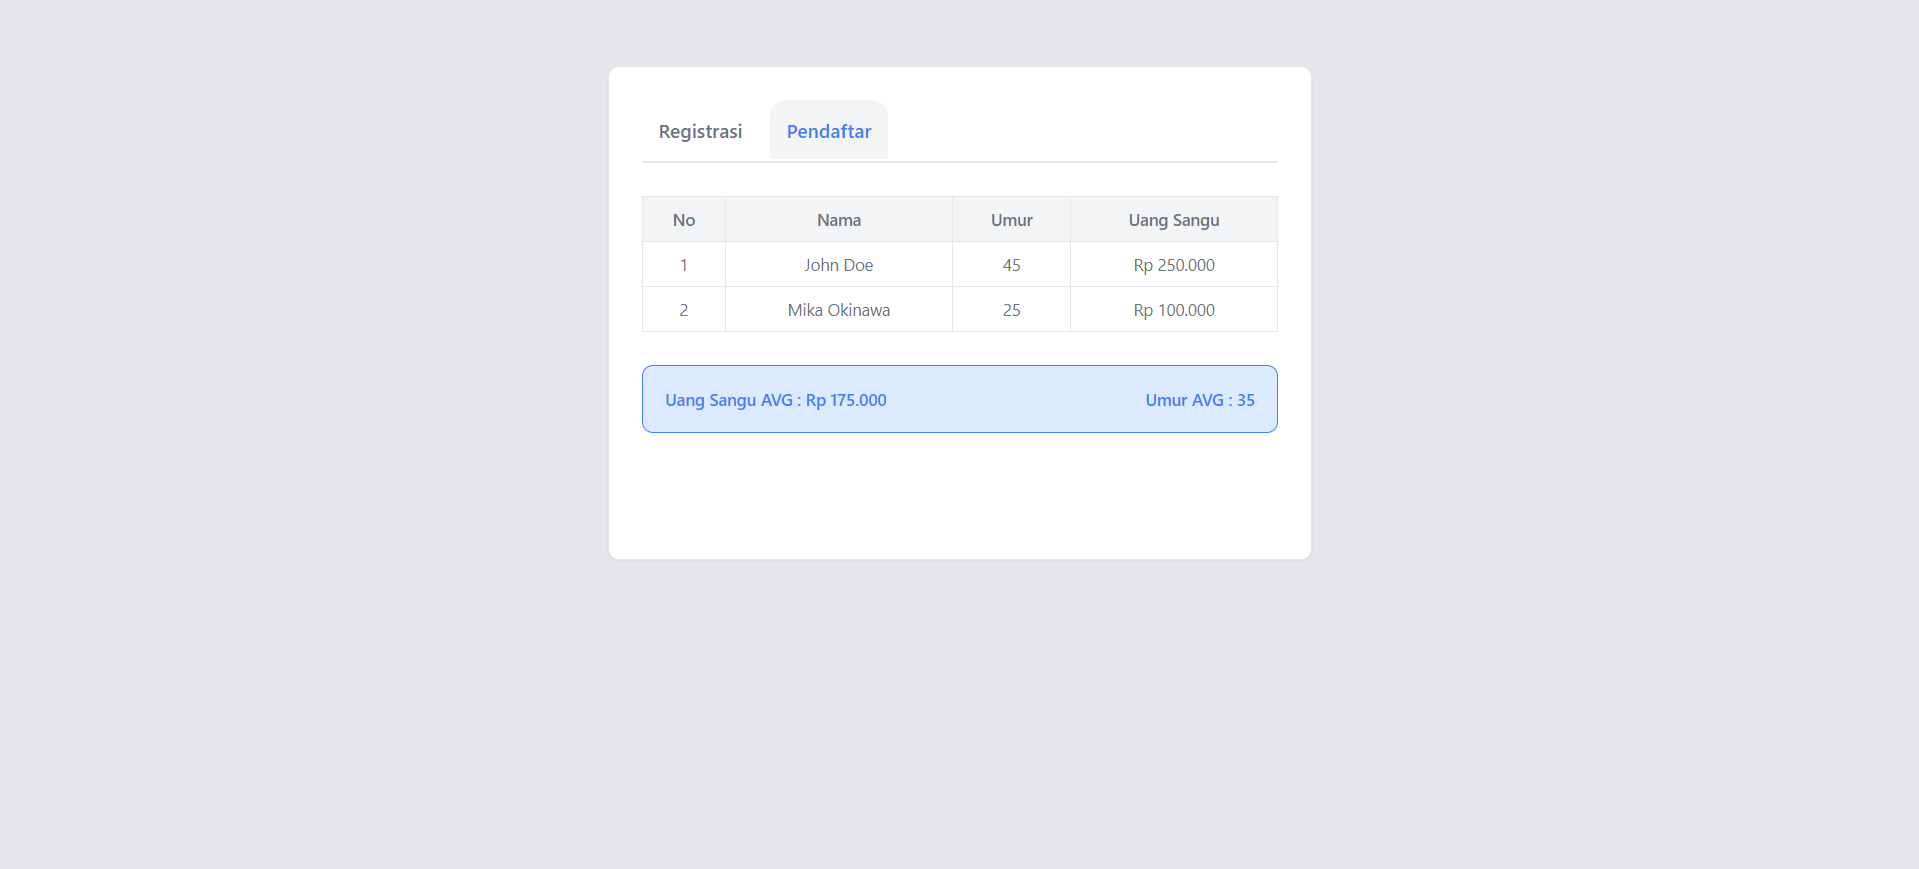 Registrasi Pendaftar
No Nama Umur Uang Sangu
1 John Doe 45 Rp 250.000
2 Mika Okinawa 25 Rp 100.000
Uang Sangu AVG : Rp 175.000 Umur AVG : 35